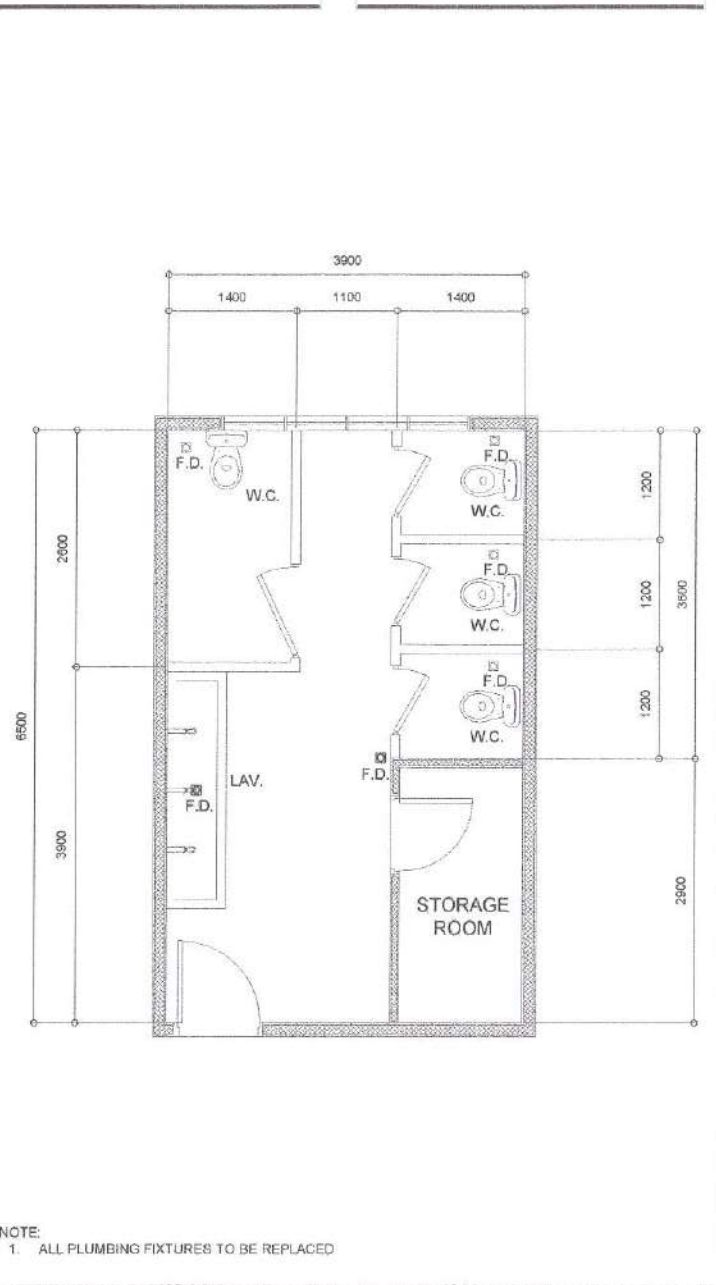 3900
1400
1100
1400
F.D.
W.C.
F.D.
W.C.
1200
2600
F.D.
W.C.
1200
3600
F.D.
W.C.
1200
6500
F.D.
LAV.
F.D.
3900
2900
STORAGE
ROOM
NOTE:
1. ALL PLUMBING FIXTURES TO BE REPLACED